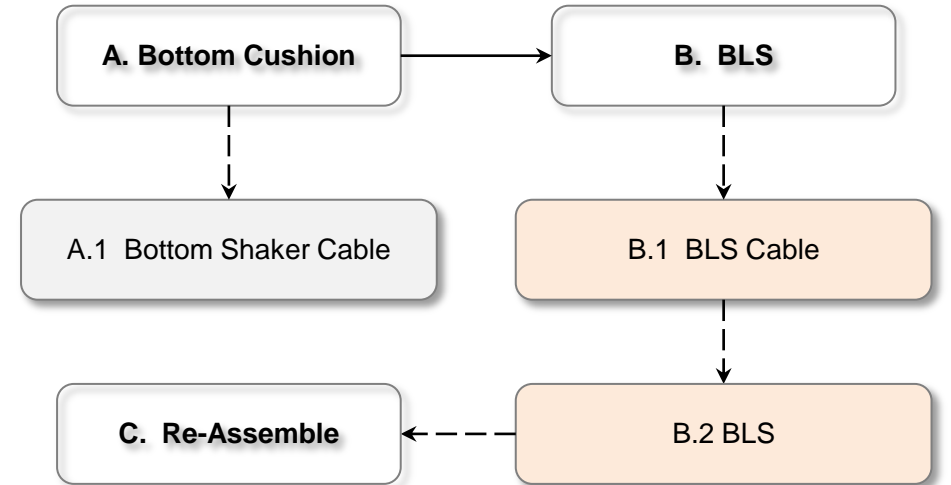 A. Bottom Cushion
B. BLS
A.1 Bottom Shaker Cable
B.1 BLS Cable
C. Re-Assemble
B.2 BLS